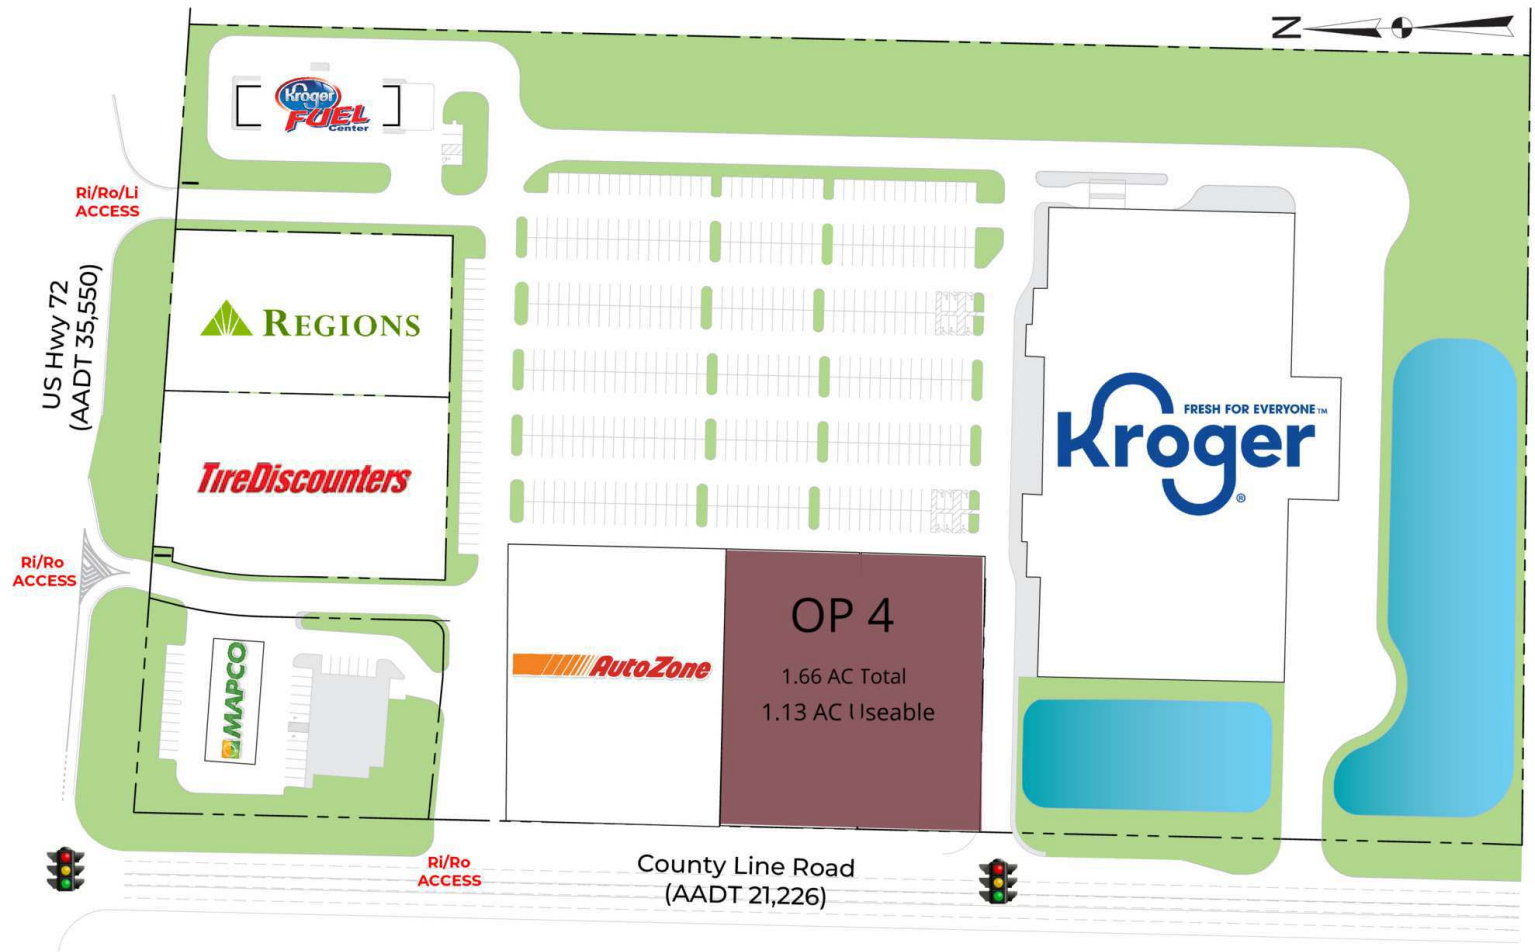 N
Kroger
FUEL
Center
Ri/Ro/Li
ACCESS
US Hwy 72
(AADT 35,550)
REGIONS
TireDiscounters
FRESH FOR EVERYONE™
Kroger
®
Ri/Ro
ACCESS
MAPCO
AutoZone
OP 4
1.66 AC Total
1.13 AC Useable
Ri/Ro
ACCESS
County Line Road
(AADT 21,226)